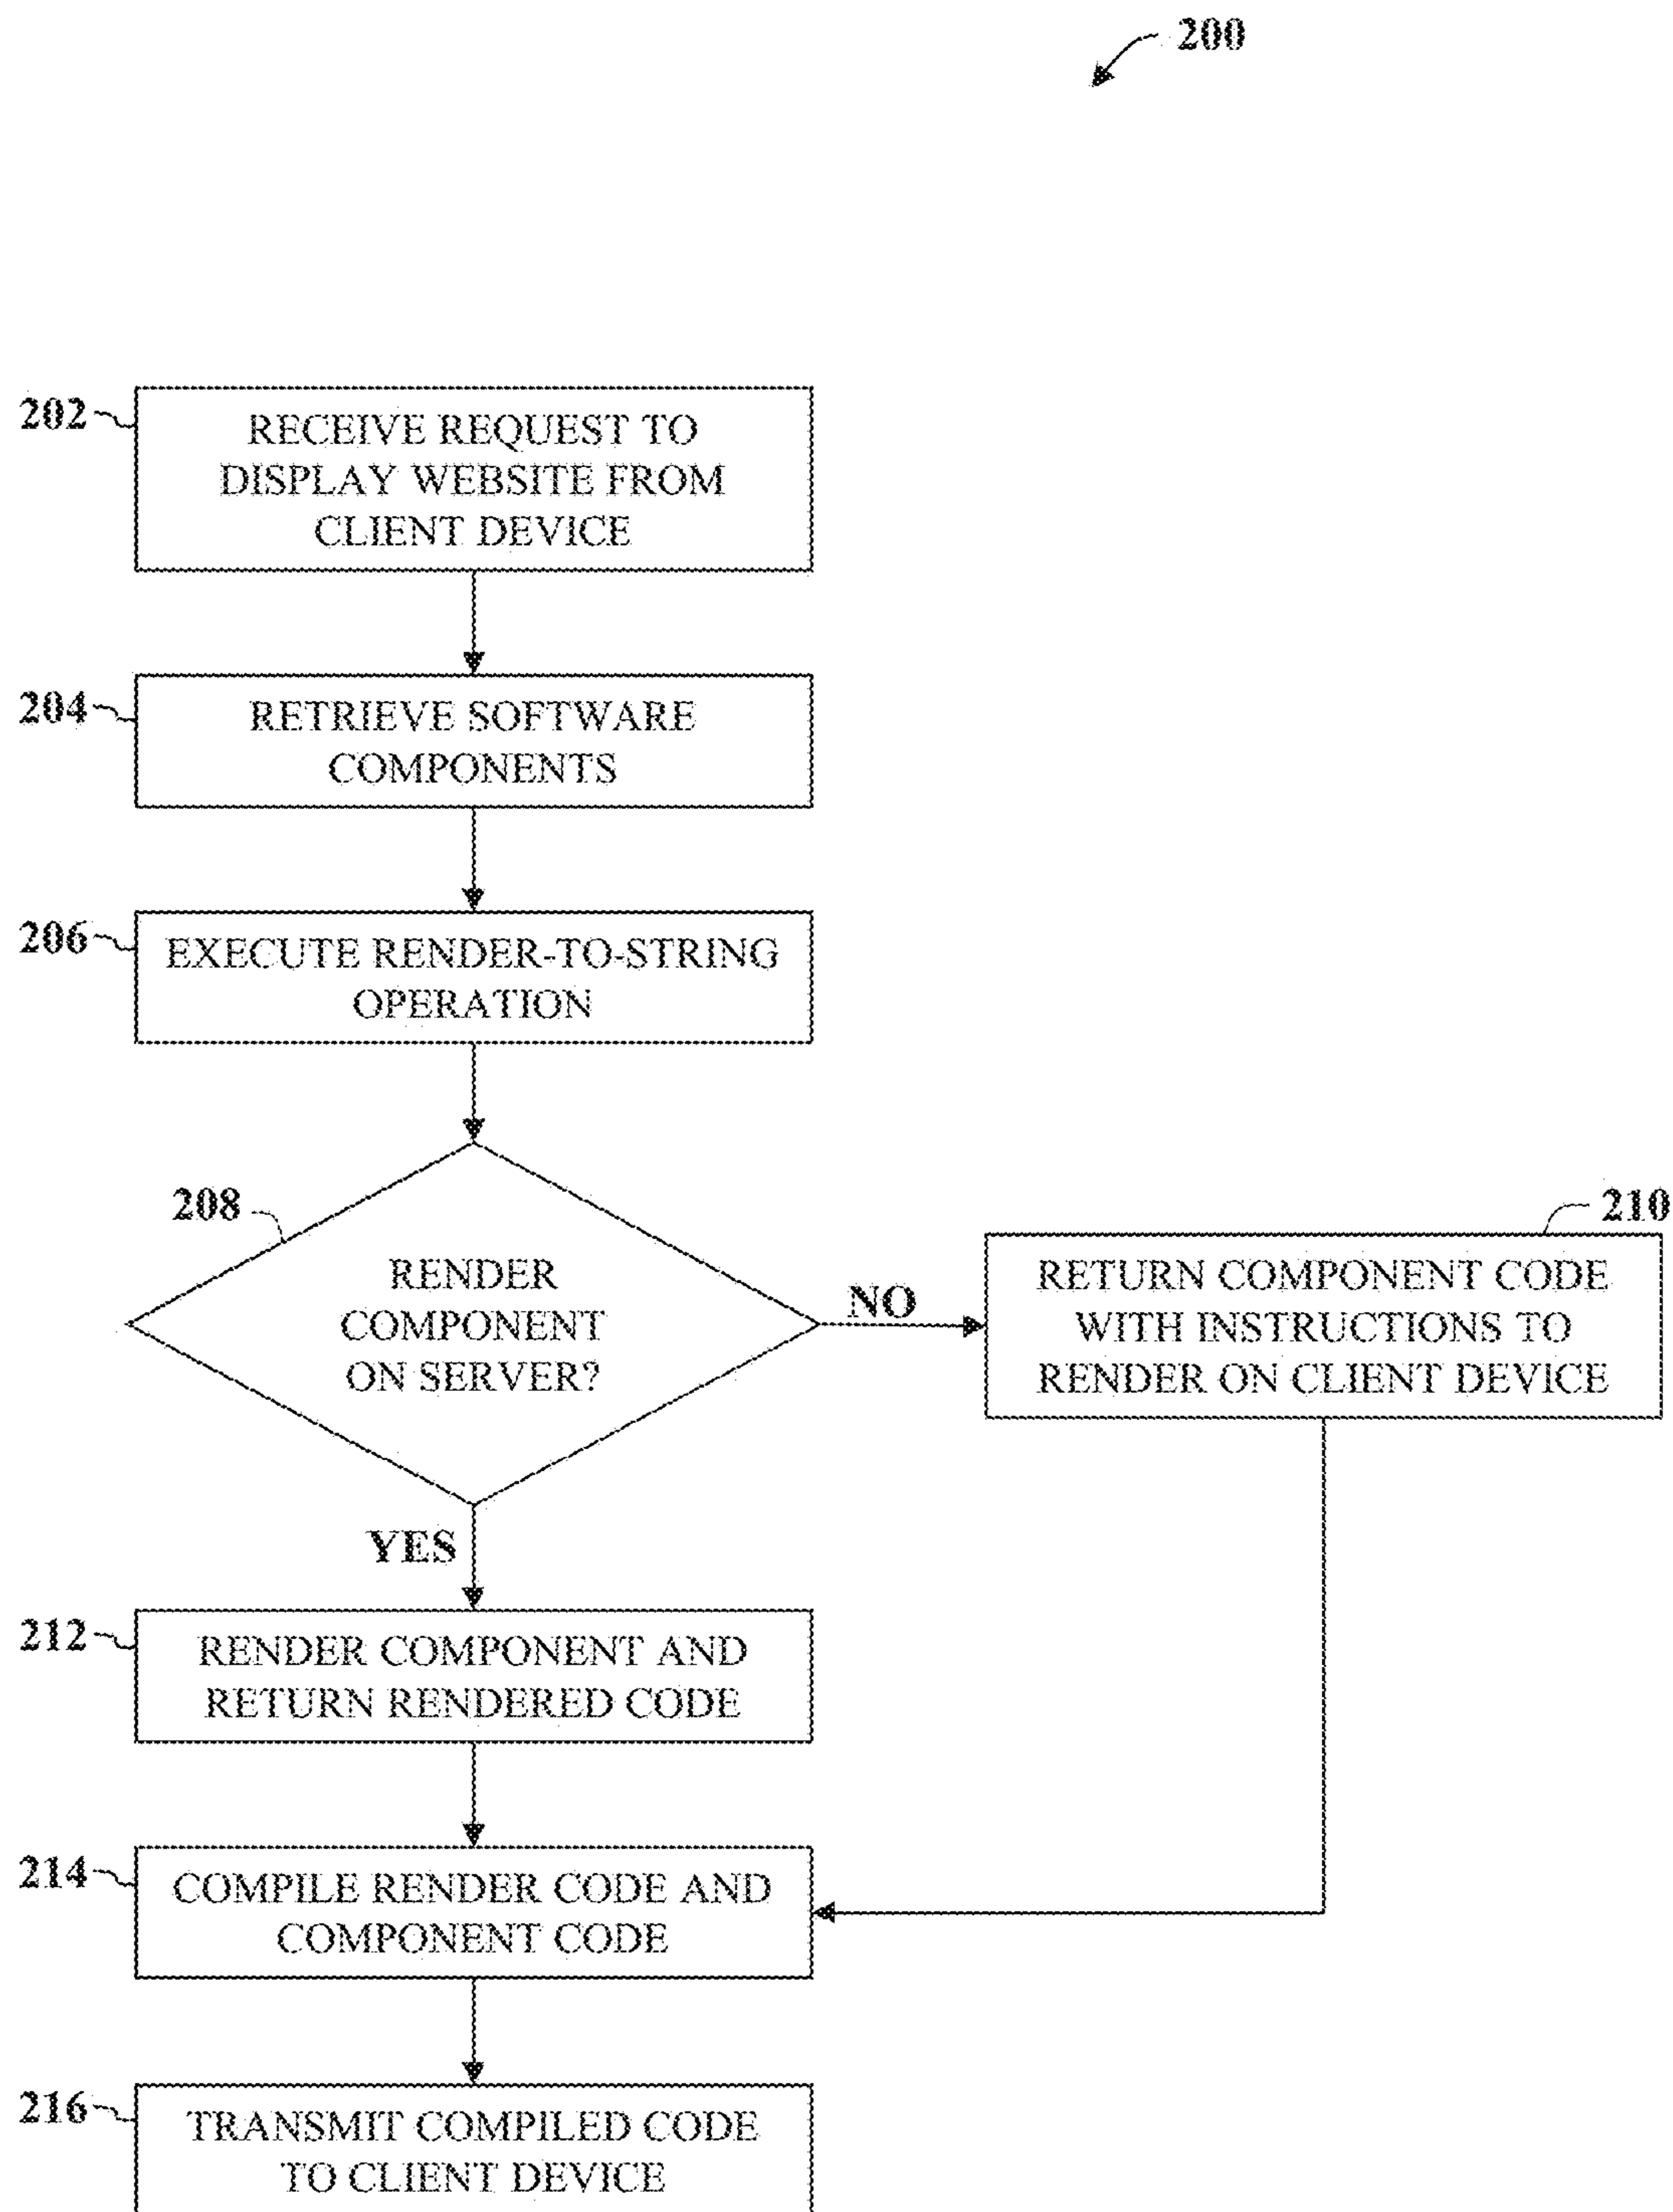 200
202
RECEIVE REQUEST TO
DISPLAY WEBSITE FROM
CLIENT DEVICE
204
RETRIEVE SOFTWARE
COMPONENTS
206
EXECUTE RENDER-TO-STRING
OPERATION
208
RENDER
COMPONENT
ON SERVER?
NO
210
RETURN COMPONENT CODE
WITH INSTRUCTIONS TO
RENDER ON CLIENT DEVICE
YES
212
RENDER COMPONENT AND
RETURN RENDERED CODE
214
COMPILE RENDER CODE AND
COMPONENT CODE
216
TRANSMIT COMPILED CODE
TO CLIENT DEVICE